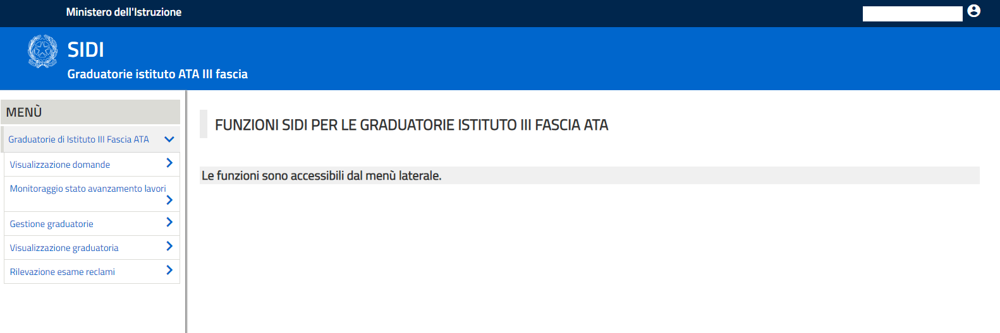 Ministero dell'Istruzione
SIDI
Graduatorie istituto ATA III fascia
MENÙ
Graduatorie di Istituto III Fascia ATA
Visualizzazione domande
Monitoraggio stato avanzamento lavori
Gestione graduatorie
Visualizzazione graduatoria
Rilevazione esame reclami
FUNZIONI SIDI PER LE GRADUATORIE ISTITUTO III FASCIA ATA
Le funzioni sono accessibili dal menù laterale.